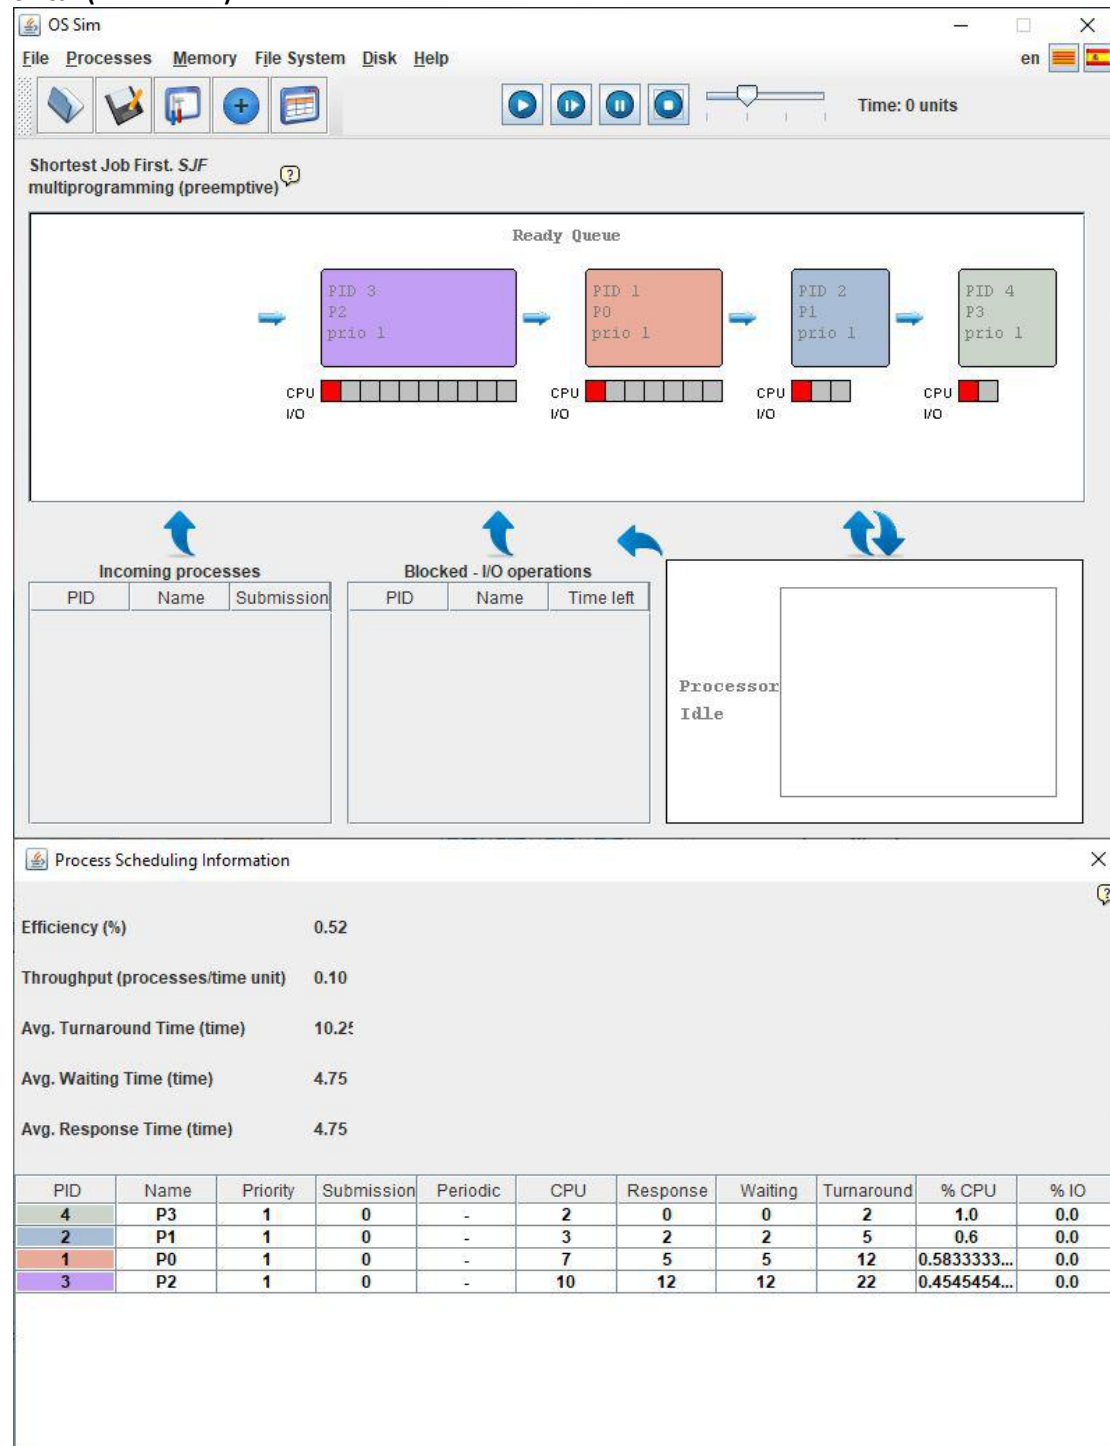 OS Sim
File Processes Memory File System Disk Help en
Time: 0 units
Shortest Job First. SJF
multiprogramming (preemptive)
Ready Queue
PID 3 PID 1 PID 2 PID 4
P2 P0 P1 P3
prio 1 prio 1 prio 1 prio 1
CPU CPU CPU CPU
I/O I/O I/O I/O
Incoming processes Blocked - I/O operations
PID Name Submission PID Name Time left
Processor
Idle
Process Scheduling Information
Efficiency (%) 0.52
Throughput (processes/time unit) 0.10
Avg. Turnaround Time (time) 10.25
Avg. Waiting Time (time) 4.75
Avg. Response Time (time) 4.75
PID Name Priority Submission Periodic CPU Response Waiting Turnaround % CPU % IO
4 P3 1 0 - 2 0 0 2 1.0 0.0
2 P1 1 0 - 3 2 2 5 0.6 0.0
1 P0 1 0 - 7 5 5 12 0.5833333... 0.0
3 P2 1 0 - 10 12 12 22 0.4545454... 0.0